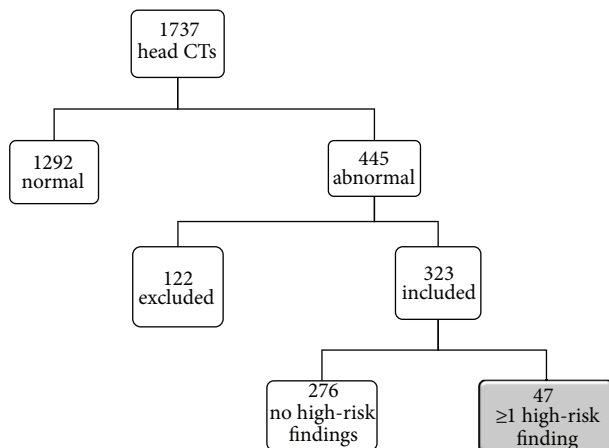 1737
head CTs
1292
normal
445
abnormal
122
excluded
323
included
276
no high-risk
findings
47
≥1 high-risk
finding